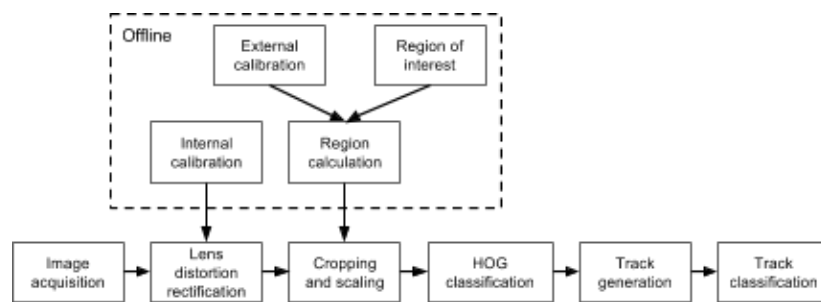 Offline
External
calibration
Region of
interest
Internal
calibration
Region
calculation
Image
acquisition
Lens
distortion
rectification
Cropping
and scaling
HOG
classification
Track
generation
Track
classification